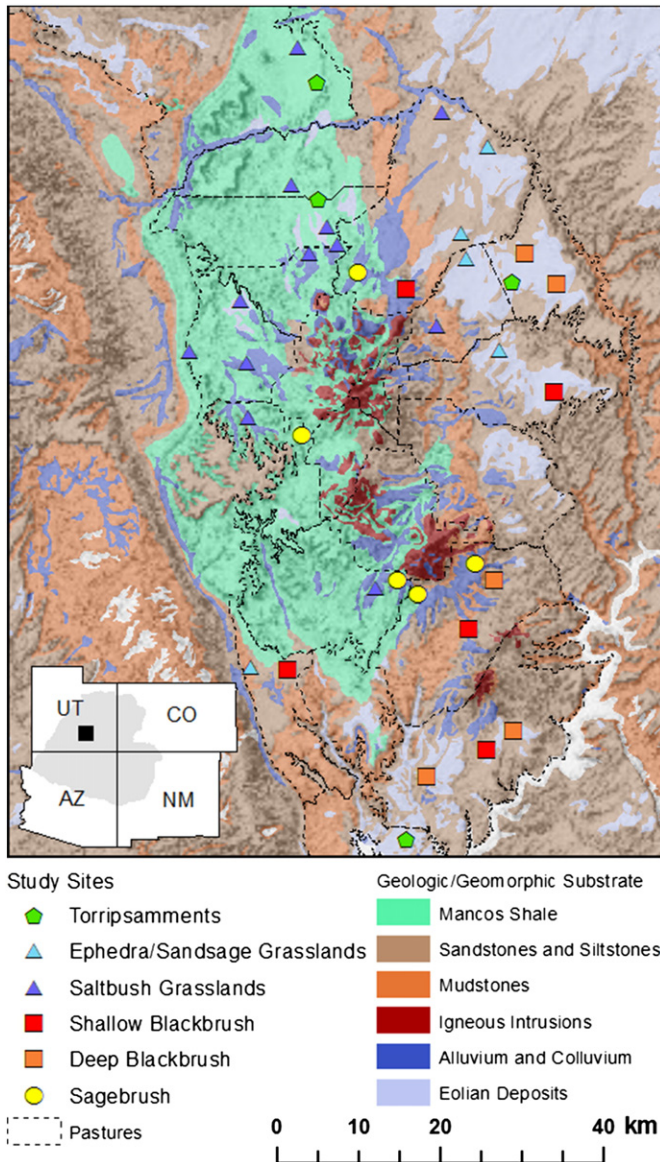 UT
CO
AZ
NM
Study Sites
Torripsamments
Ephedra/Sandsage Grasslands
Saltbush Grasslands
Shallow Blackbrush
Deep Blackbrush
Sagebrush
Pastures
Geologic/Geomorphic Substrate
Mancos Shale
Sandstones and Siltstones
Mudstones
Igneous Intrusions
Alluvium and Colluvium
Eolian Deposits
0 10 20 40 km